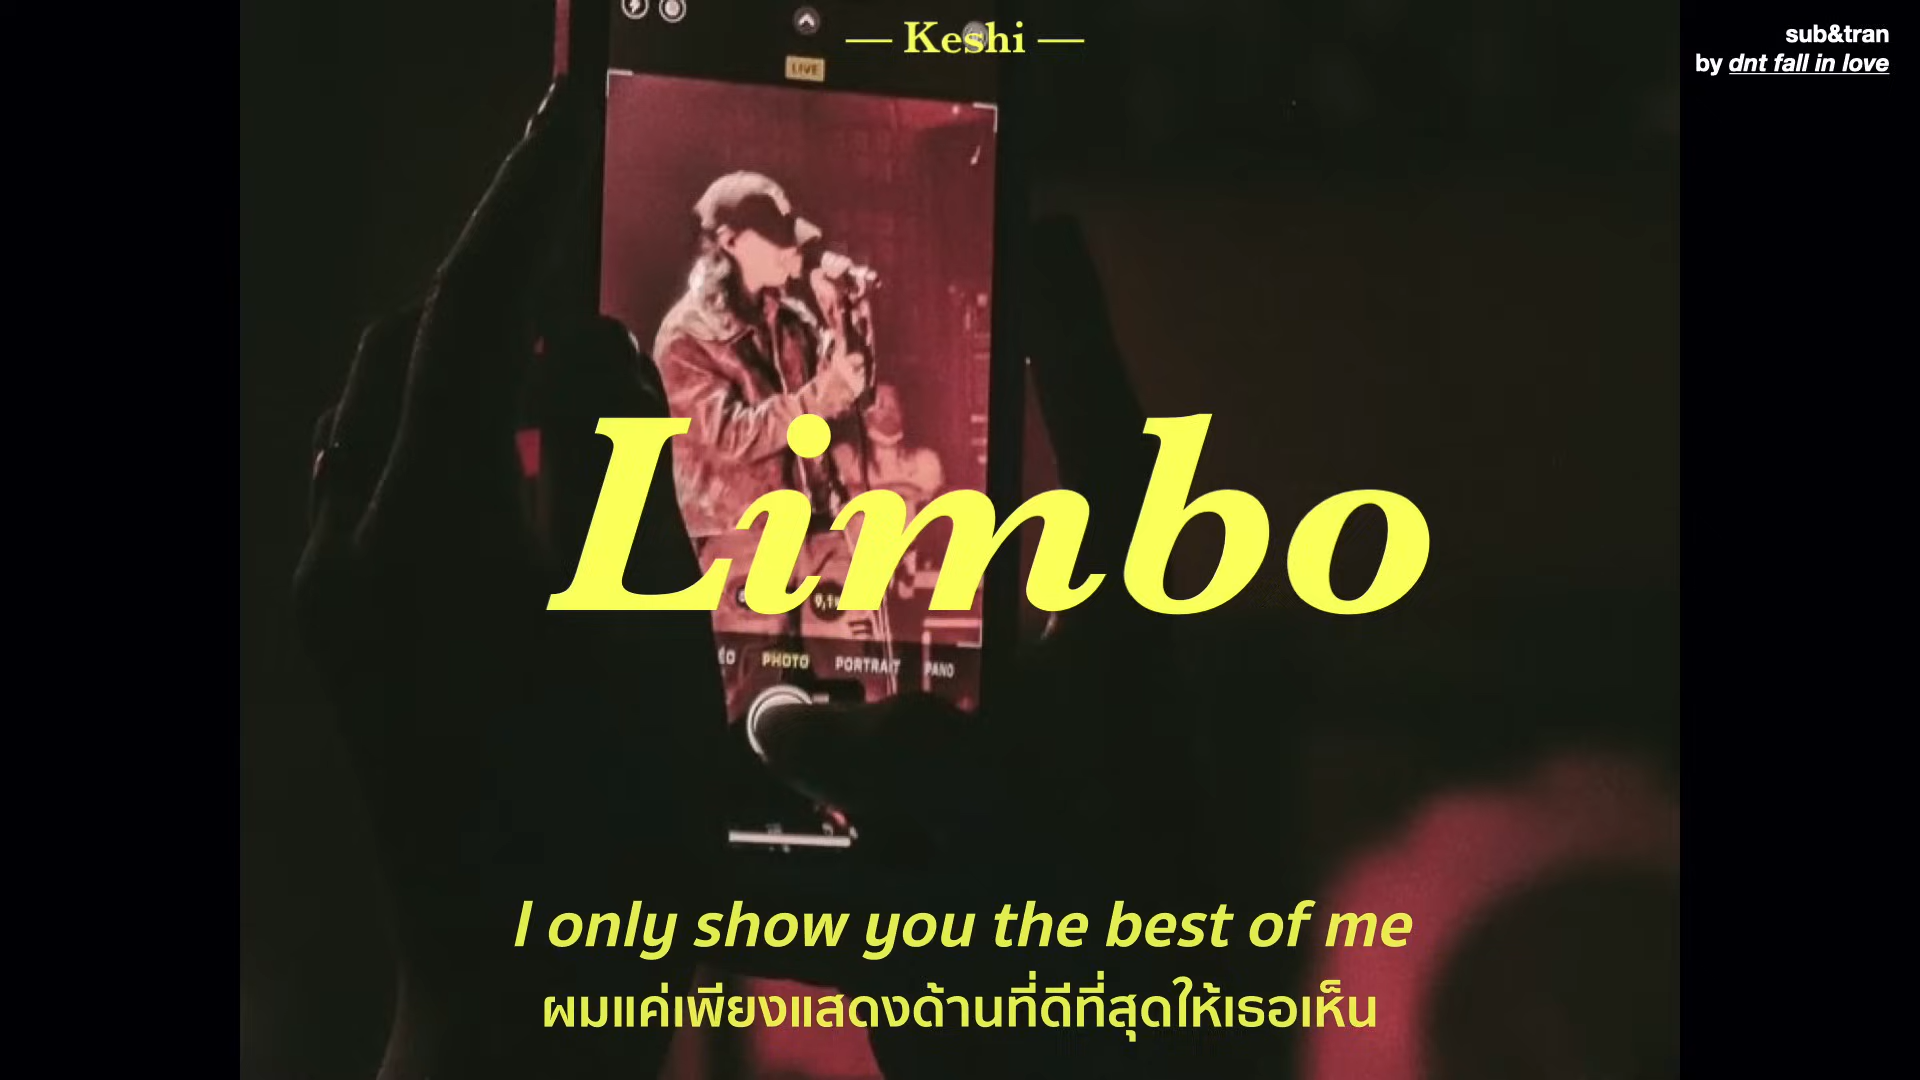 — Keshi —
sub&tran
by dnt fall in love
LIVE
Limbo
PHOTO PORTRAIT PANO
I only show you the best of me
ผมแค่เพียงแสดงด้านที่ดีที่สุดให้เธอเห็น